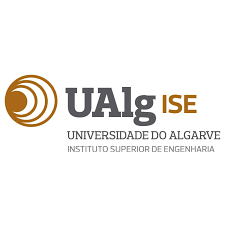 UAlg ISE
UNIVERSIDADE DO ALGARVE
INSTITUTO SUPERIOR DE ENGENHARIA